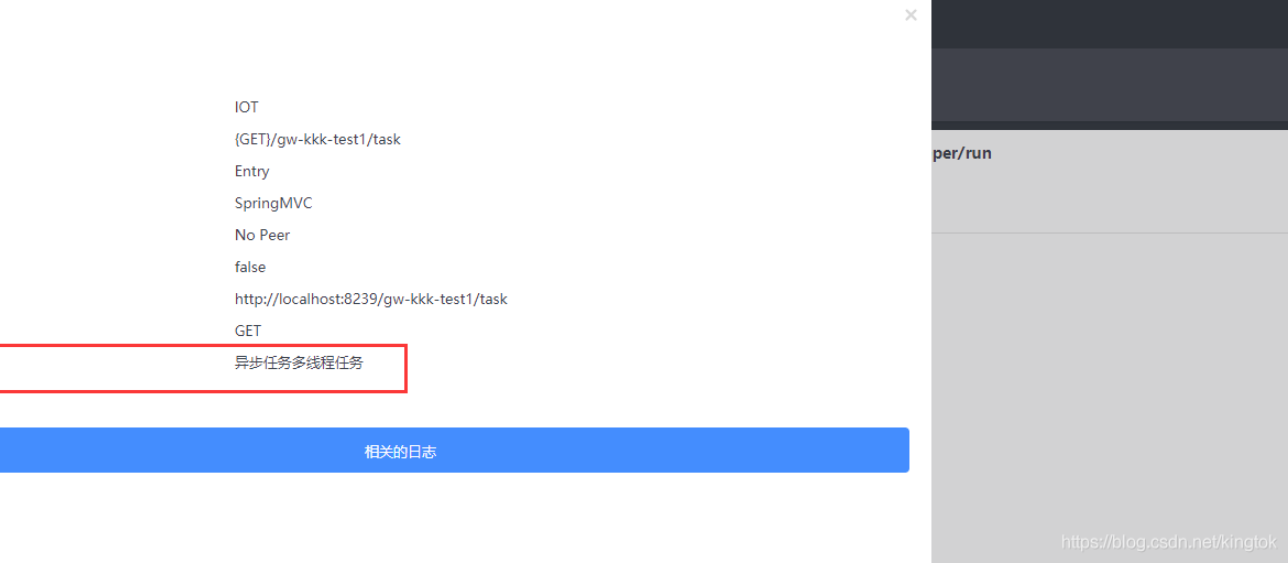 ×
IOT
{GET}/gw-kkk-test1/task
per/run
Entry
SpringMVC
No Peer
false
http://localhost:8239/gw-kkk-test1/task
GET
异步任务多线程任务
相关的日志
https://blog.csdn.net/kingtok